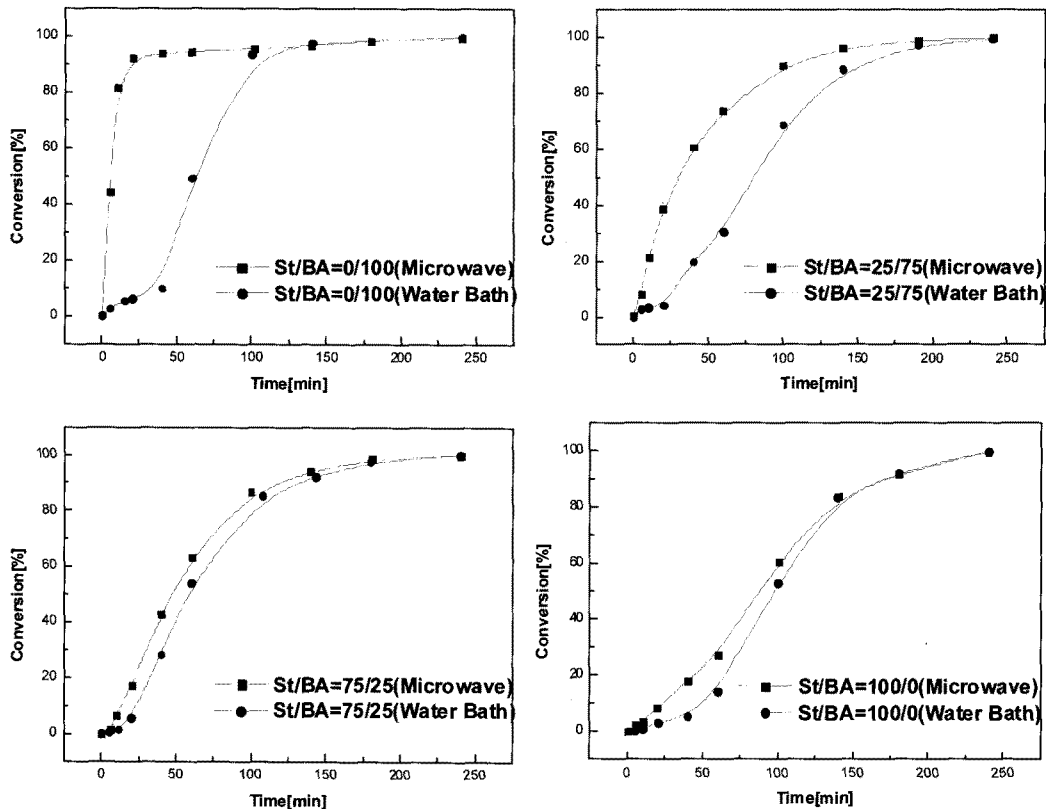 Conversion[%]
100
80
60
40
20
0
St/BA=0/100(Microwave)
St/BA=0/100(Water Bath)
0 50 100 150 200 250
Time[min]
Conversion[%]
100
80
60
40
20
0
St/BA=25/75(Microwave)
St/BA=25/75(Water Bath)
0 50 100 150 200 250
Time[min]
Conversion[%]
100
80
60
40
20
0
St/BA=75/25(Microwave)
St/BA=75/25(Water Bath)
0 50 100 150 200 250
Time[min]
Conversion[%]
100
80
60
40
20
0
St/BA=100/0(Microwave)
St/BA=100/0(Water Bath)
0 50 100 150 200 250
Time[min]